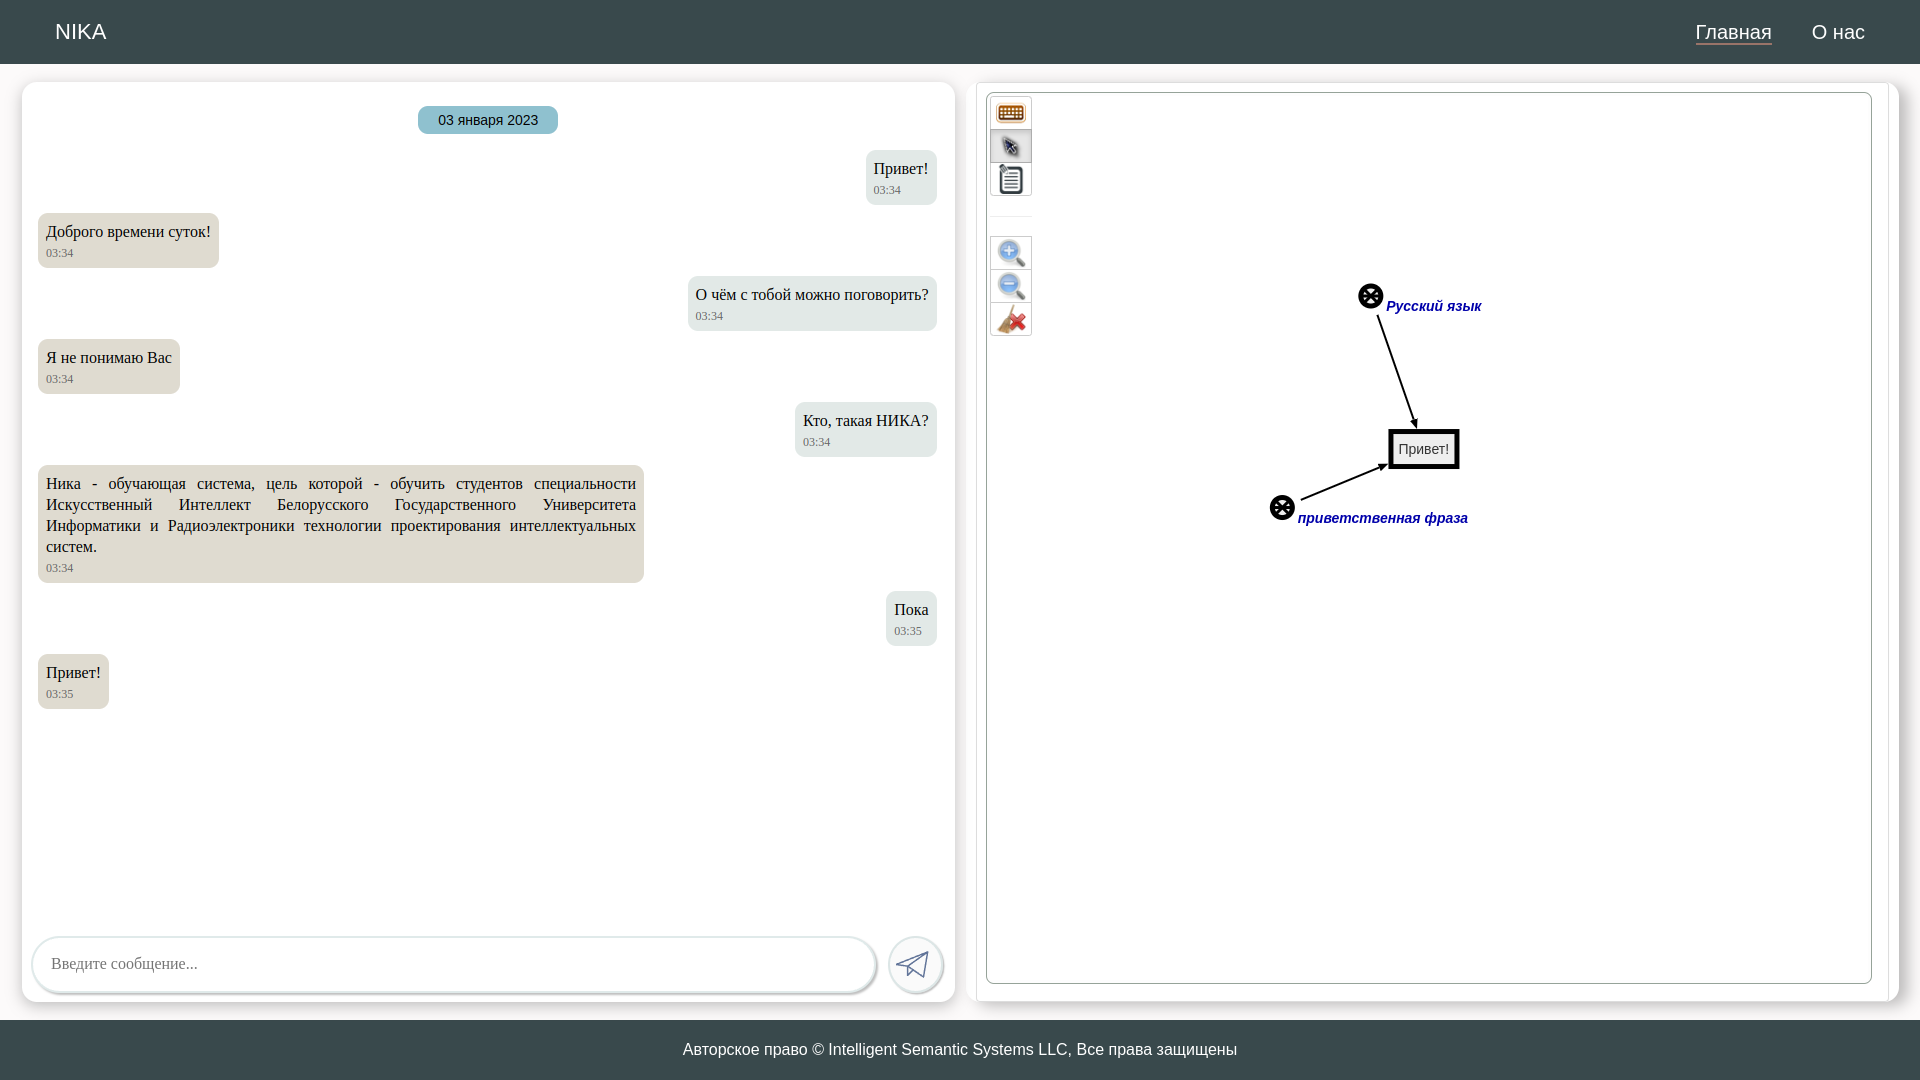 NIKA
Главная
О нас
03 января 2023
Привет!
03:34
Доброго времени суток!
03:34
О чём с тобой можно поговорить?
03:34
Я не понимаю Вас
03:34
Кто, такая НИКА?
03:34
Ника - обучающая система, цель которой - обучить студентов специальности
Искусственный Интеллект Белорусского Государственного Университета
Информатики и Радиоэлектроники технологии проектирования интеллектуальных
систем.
03:34
Пока
03:35
Привет!
03:35
Введите сообщение...
Русский язык
Привет!
приветственная фраза
Авторское право © Intelligent Semantic Systems LLC, Все права защищены